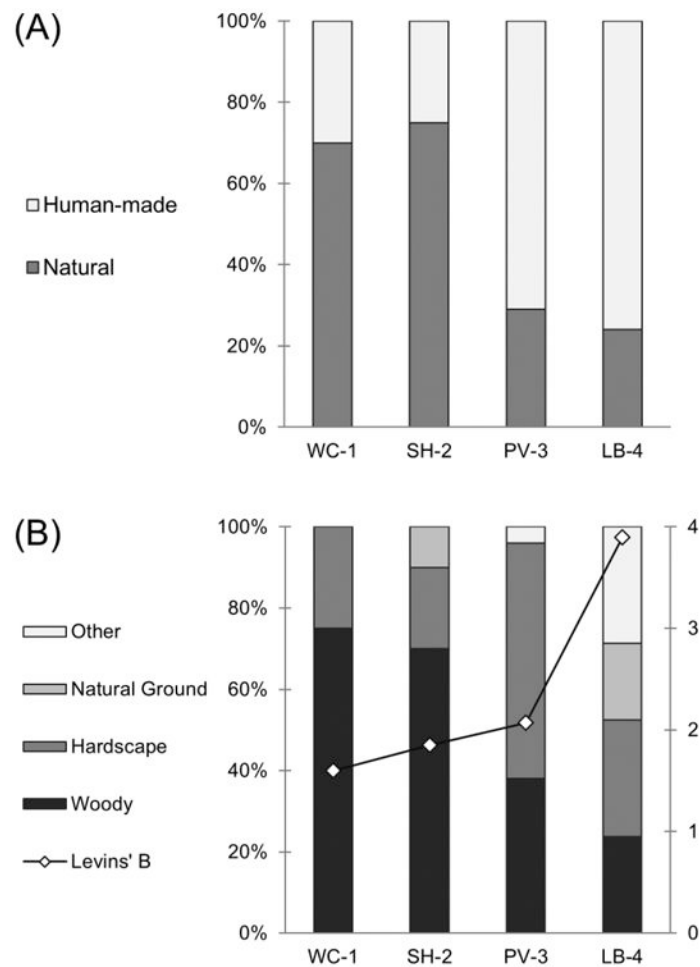 (A)
100%
80%
60%
40%
20%
0%
Human-made
Natural
WC-1 SH-2 PV-3 LB-4
(B)
100%
80%
60%
40%
20%
0%
Other
Natural Ground
Hardscape
Woody
Levins' B
4
3
2
1
0
WC-1 SH-2 PV-3 LB-4